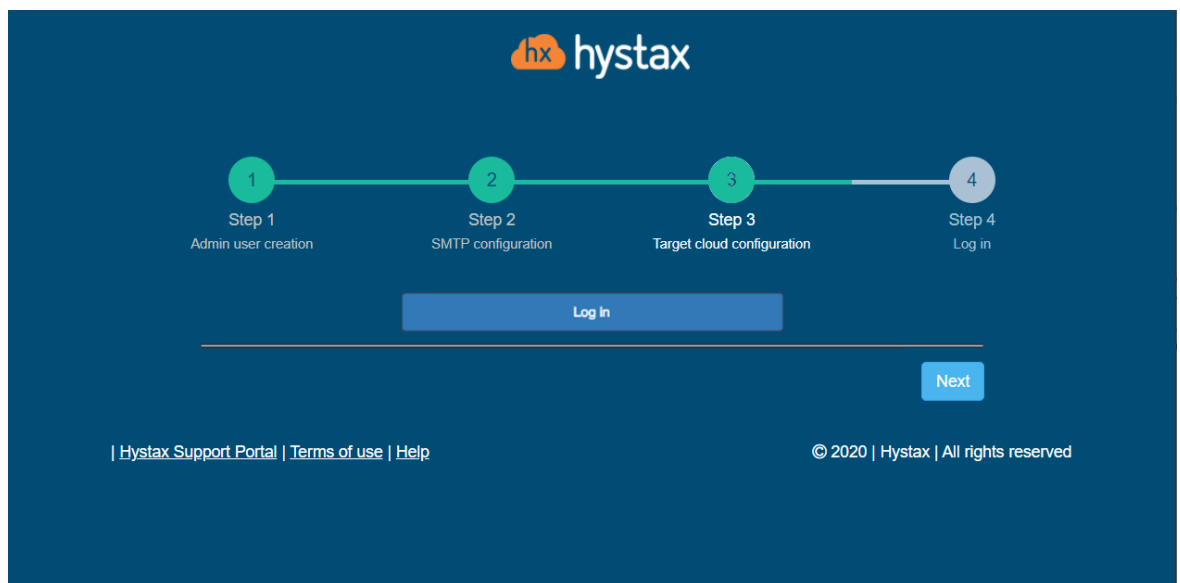 hx hystax
1 2 3 4
Step 1 Step 2 Step 3 Step 4
Admin user creation SMTP configuration Target cloud configuration Log in
Log in
Next
| Hystax Support Portal | Terms of use | Help © 2020 | Hystax | All rights reserved